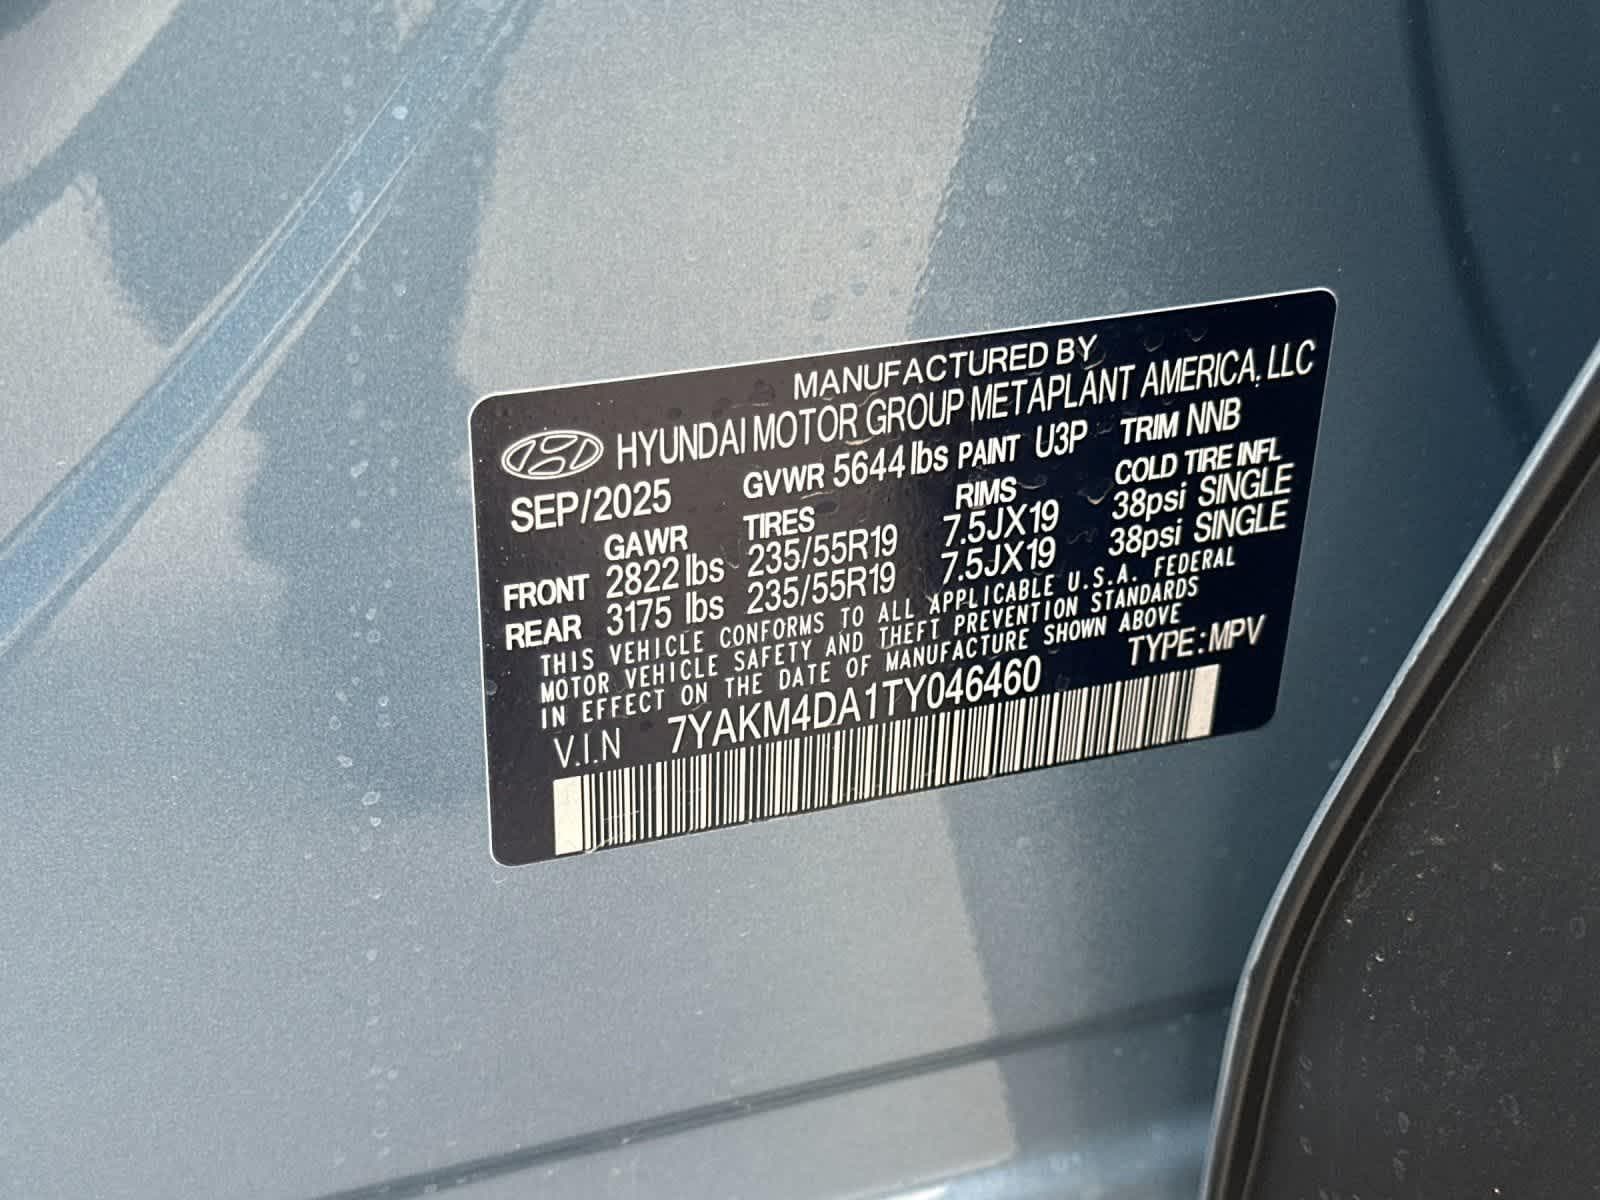 MANUFACTURED BY
HYUNDAI MOTOR GROUP METAPLANT AMERICA, LLC
SEP/2025 GVWR 5644 lbs PAINT U3P TRIM NNB
GAWR TIRES RIMS COLD TIRE INFL
FRONT 2822 lbs 235/55R19 7.5JX19 38psi SINGLE
REAR 3175 lbs 235/55R19 7.5JX19 38psi SINGLE
THIS VEHICLE CONFORMS TO ALL APPLICABLE U.S.A. FEDERAL
MOTOR VEHICLE SAFETY AND THEFT PREVENTION STANDARDS
IN EFFECT ON THE DATE OF MANUFACTURE SHOWN ABOVE
V.I.N 7YAKM4DA1TY046460 TYPE:MPV